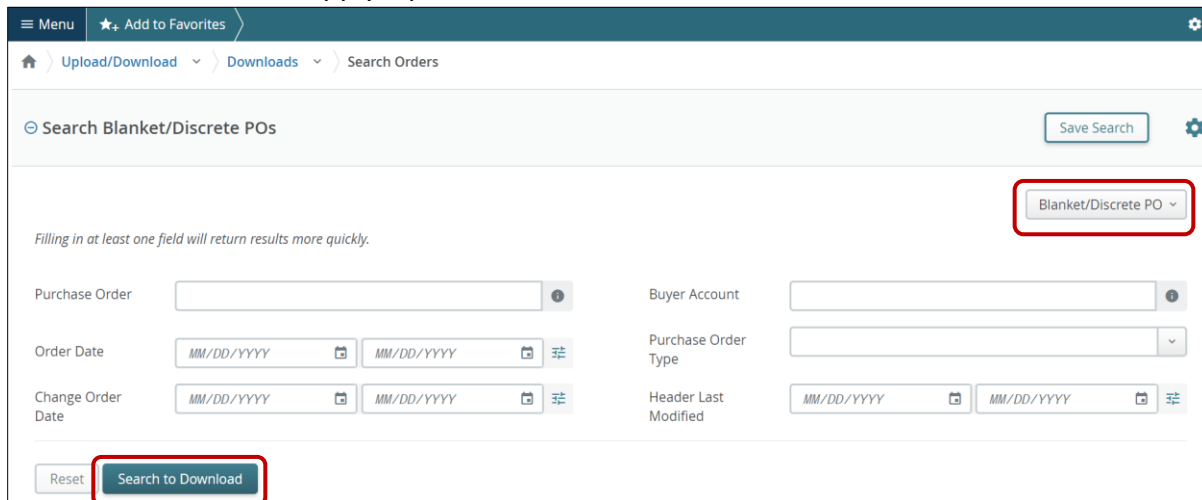 ≡ Menu ★+ Add to Favorites
Upload/Download Downloads Search Orders
Search Blanket/Discrete POs Save Search
Blanket/Discrete PO
Filling in at least one field will return results more quickly.
Purchase Order Buyer Account
Order Date MM/DD/YYYY MM/DD/YYYY Purchase Order
Type
Change Order MM/DD/YYYY MM/DD/YYYY Header Last MM/DD/YYYY MM/DD/YYYY
Date Modified
Reset Search to Download